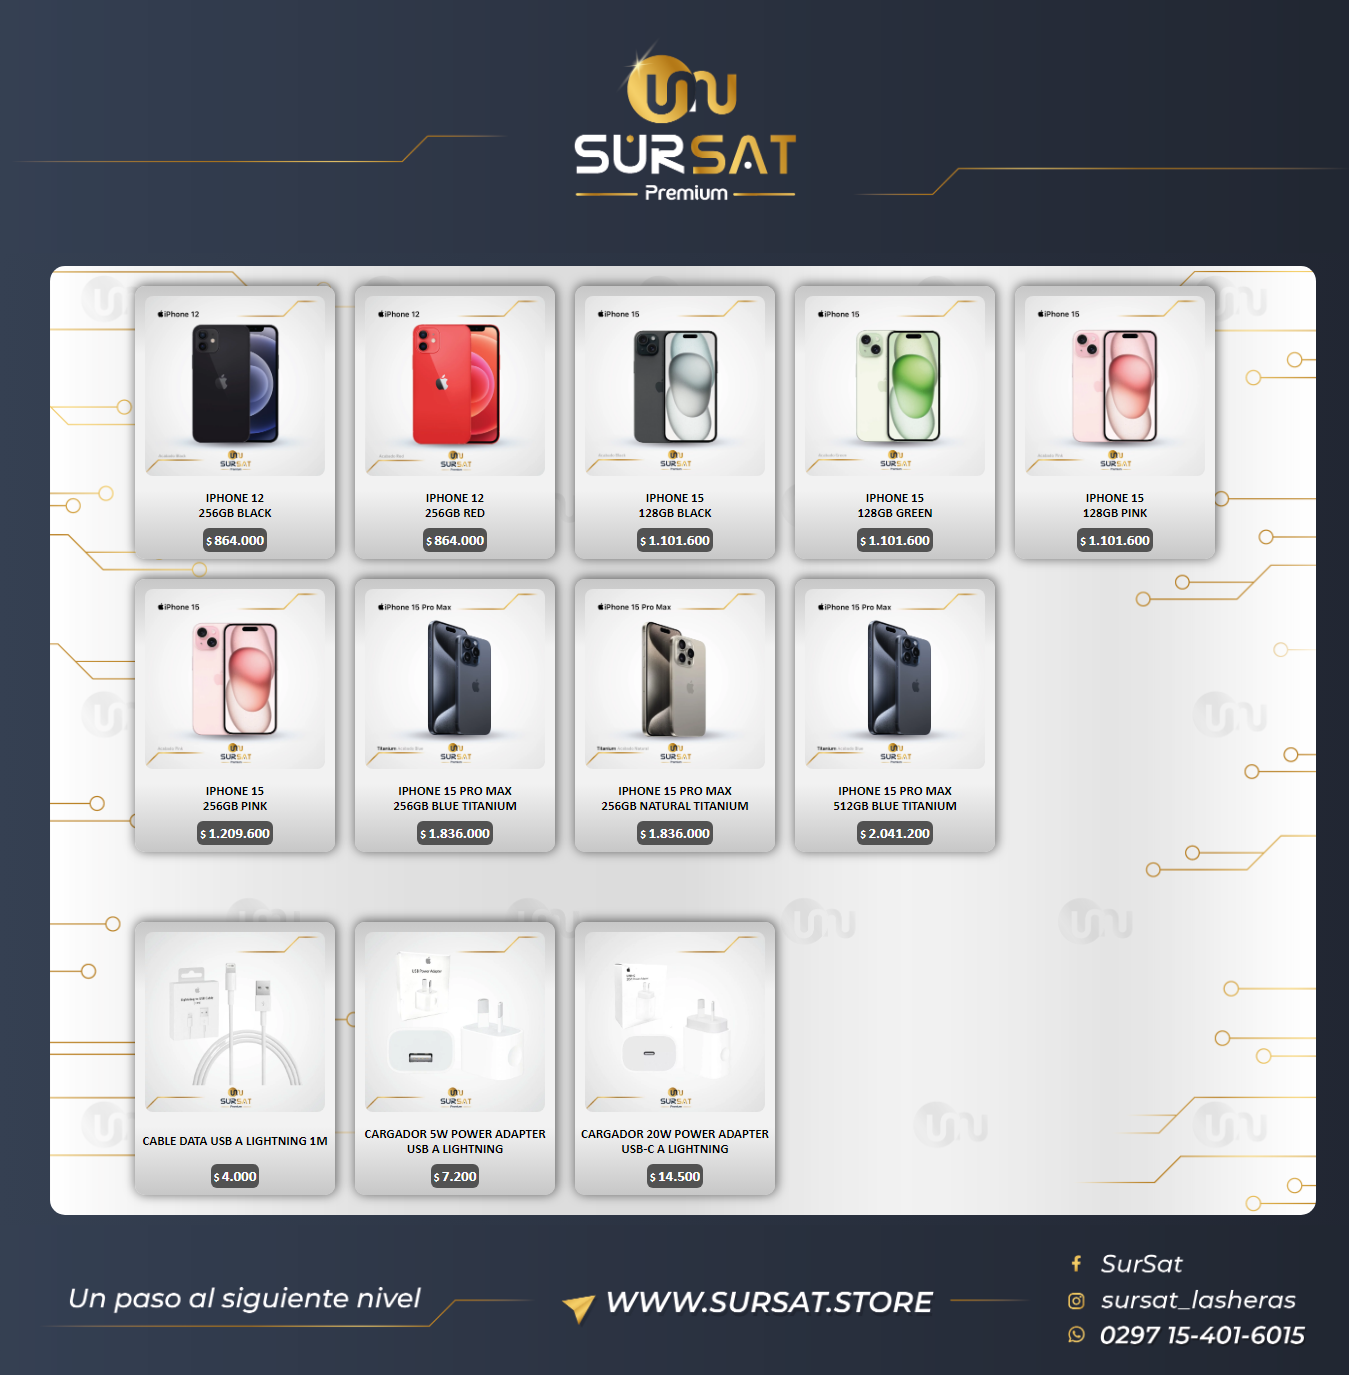 SURSAT
Premium
iPhone 12
iPhone 12
iPhone 15
iPhone 15
iPhone 15
IPHONE 12
256GB BLACK
$ 864.000
IPHONE 12
256GB RED
$ 864.000
IPHONE 15
128GB BLACK
$ 1.101.600
IPHONE 15
128GB GREEN
$ 1.101.600
IPHONE 15
128GB PINK
$ 1.101.600
iPhone 15
iPhone 15 Pro Max
iPhone 15 Pro Max
iPhone 15 Pro Max
IPHONE 15
256GB PINK
$ 1.209.600
IPHONE 15 PRO MAX
256GB BLUE TITANIUM
$ 1.836.000
IPHONE 15 PRO MAX
256GB NATURAL TITANIUM
$ 1.836.000
IPHONE 15 PRO MAX
512GB BLUE TITANIUM
$ 2.041.200
CABLE DATA USB A LIGHTNING 1M
$ 4.000
CARGADOR 5W POWER ADAPTER
USB A LIGHTNING
$ 7.200
CARGADOR 20W POWER ADAPTER
USB-C A LIGHTNING
$ 14.500
Un paso al siguiente nivel
WWW.SURSAT.STORE
SurSat
sursat_lasheras
0297 15-401-6015